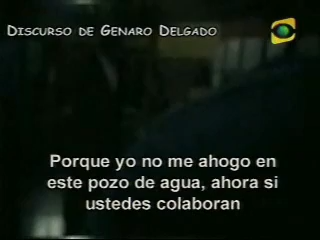 DISCURSO DE GENARO DELGADO
Porque yo no me ahogo en
este pozo de agua, ahora si
ustedes colaboran